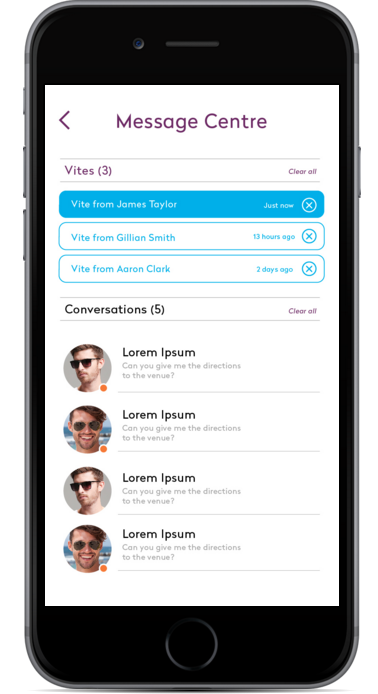 Message Centre
Vites (3)
Clear all
Vite from James Taylor
Just now
Vite from Gillian Smith
13 hours ago
Vite from Aaron Clark
2 days ago
Conversations (5)
Clear all
Lorem Ipsum
Can you give me the directions
to the venue?
Lorem Ipsum
Can you give me the directions
to the venue?
Lorem Ipsum
Can you give me the directions
to the venue?
Lorem Ipsum
Can you give me the directions
to the venue?